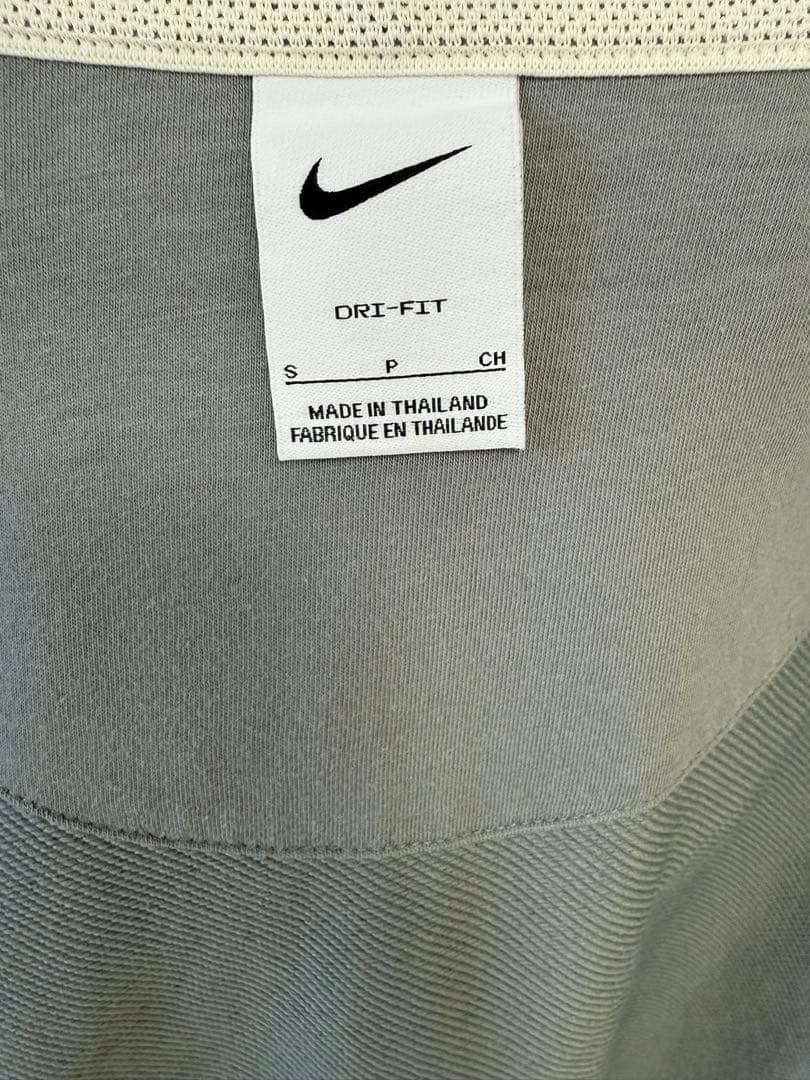 DRI-FIT
S P CH
MADE IN THAILAND
FABRIQUE EN THAILANDE